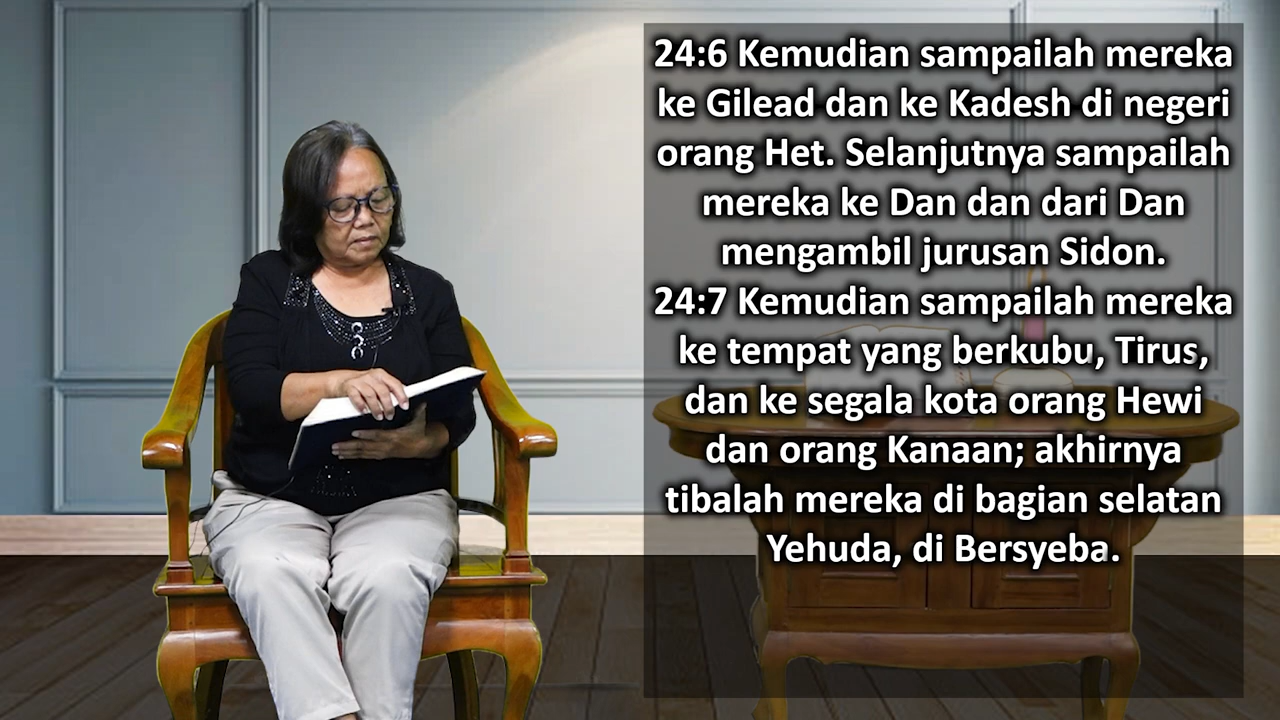 24:6 Kemudian sampailah mereka
ke Gilead dan ke Kadesh di negeri
orang Het. Selanjutnya sampailah
mereka ke Dan dan dari Dan
mengambil jurusan Sidon.
24:7 Kemudian sampailah mereka
ke tempat yang berkubu, Tirus,
dan ke segala kota orang Hewi
dan orang Kanaan; akhirnya
tibalah mereka di bagian selatan
Yehuda, di Bersyeba.